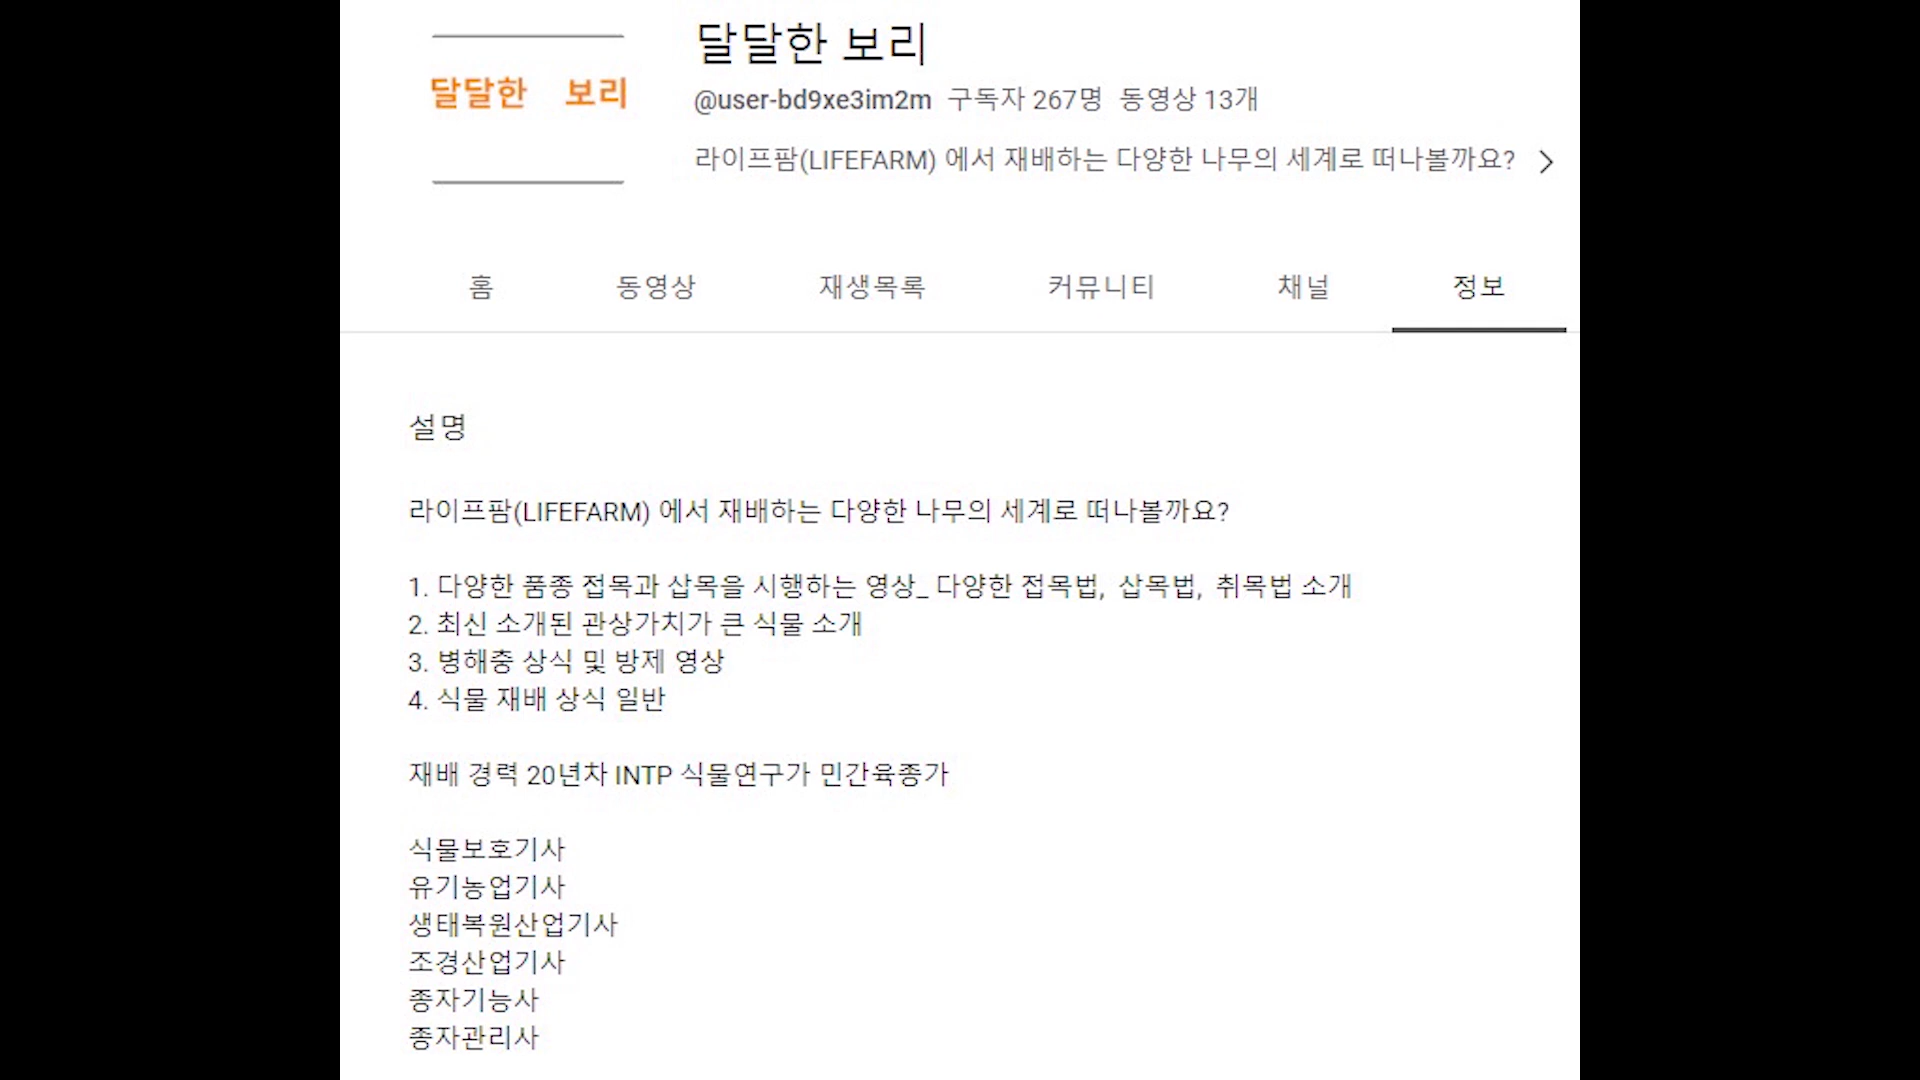 달달한 보리
달달한 보리
@user-bd9xe3im2m 구독자 267명 동영상 13개
라이프팜(LIFEFARM) 에서 재배하는 다양한 나무의 세계로 떠나볼까요?
홈 동영상 재생목록 커뮤니티 채널 정보
설명
라이프팜(LIFEFARM) 에서 재배하는 다양한 나무의 세계로 떠나볼까요?
1. 다양한 품종 접목과 삽목을 시행하는 영상_ 다양한 접목법, 삽목법, 취목법 소개
2. 최신 소개된 관상가치가 큰 식물 소개
3. 병해충 상식 및 방제 영상
4. 식물 재배 상식 일반
재배 경력 20년차 INTP 식물연구가 민간육종가
식물보호기사
유기농업기사
생태복원산업기사
조경산업기사
종자기능사
종자관리사